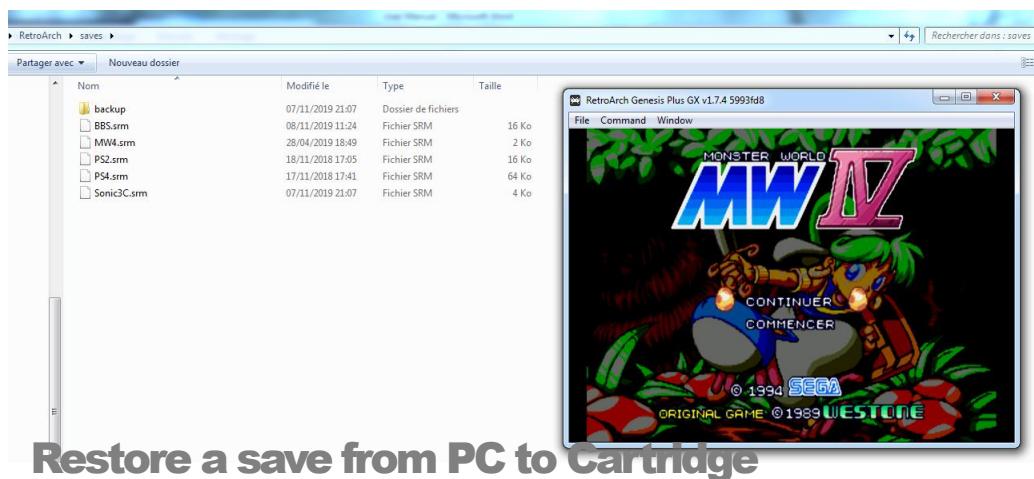 RetroArch ▸ saves ▸
Rechercher dans : saves
Partager avec ▾ Nouveau dossier
Nom Modifié le Type Taille
backup 07/11/2019 21:07 Dossier de fichiers
BBS.srm 08/11/2019 11:24 Fichier SRM 16 Ko
MW4.srm 28/04/2019 18:49 Fichier SRM 2 Ko
PS2.srm 18/11/2018 17:05 Fichier SRM 16 Ko
PS4.srm 17/11/2018 17:41 Fichier SRM 64 Ko
Sonic3C.srm 07/11/2019 21:07 Fichier SRM 4 Ko
RetroArch Genesis Plus GX v1.7.4 5993fd8
File Command Window
MONSTER WORLD
MW IV
CONTINUER
COMMENCER
© 1994 SEGA
ORIGINAL GAME © 1989 WESTONE
Restore a save from PC to Cartridge